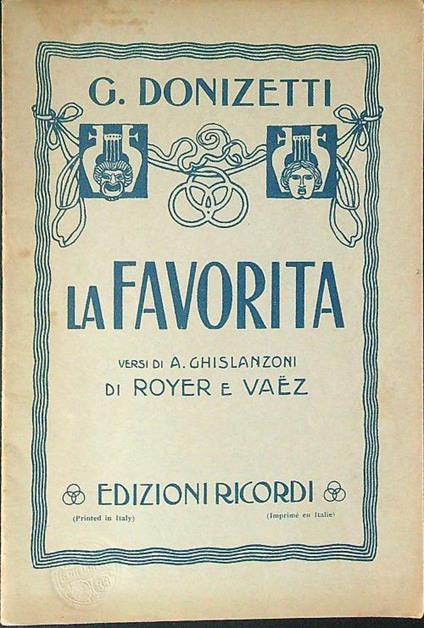 G. DONIZETTI
LA FAVORITA
VERSI DI A. GHISLANZONI
DI ROYER E VAËZ
EDIZIONI RICORDI
(Printed in Italy) (Imprimé en Italie)